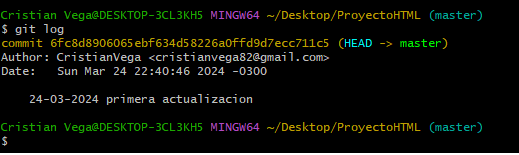 Cristian Vega@DESKTOP-3CL3KH5 MINGW64 ~/Desktop/ProyectoHTML (master)
$ git log
commit 6fc8d8906065ebf634d58226a0ffd9d7ecc711c5 (HEAD -> master)
Author: CristianVega <cristianvega82@gmail.com>
Date:   Sun Mar 24 22:40:46 2024 -0300

    24-03-2024 primera actualizacion

Cristian Vega@DESKTOP-3CL3KH5 MINGW64 ~/Desktop/ProyectoHTML (master)
$